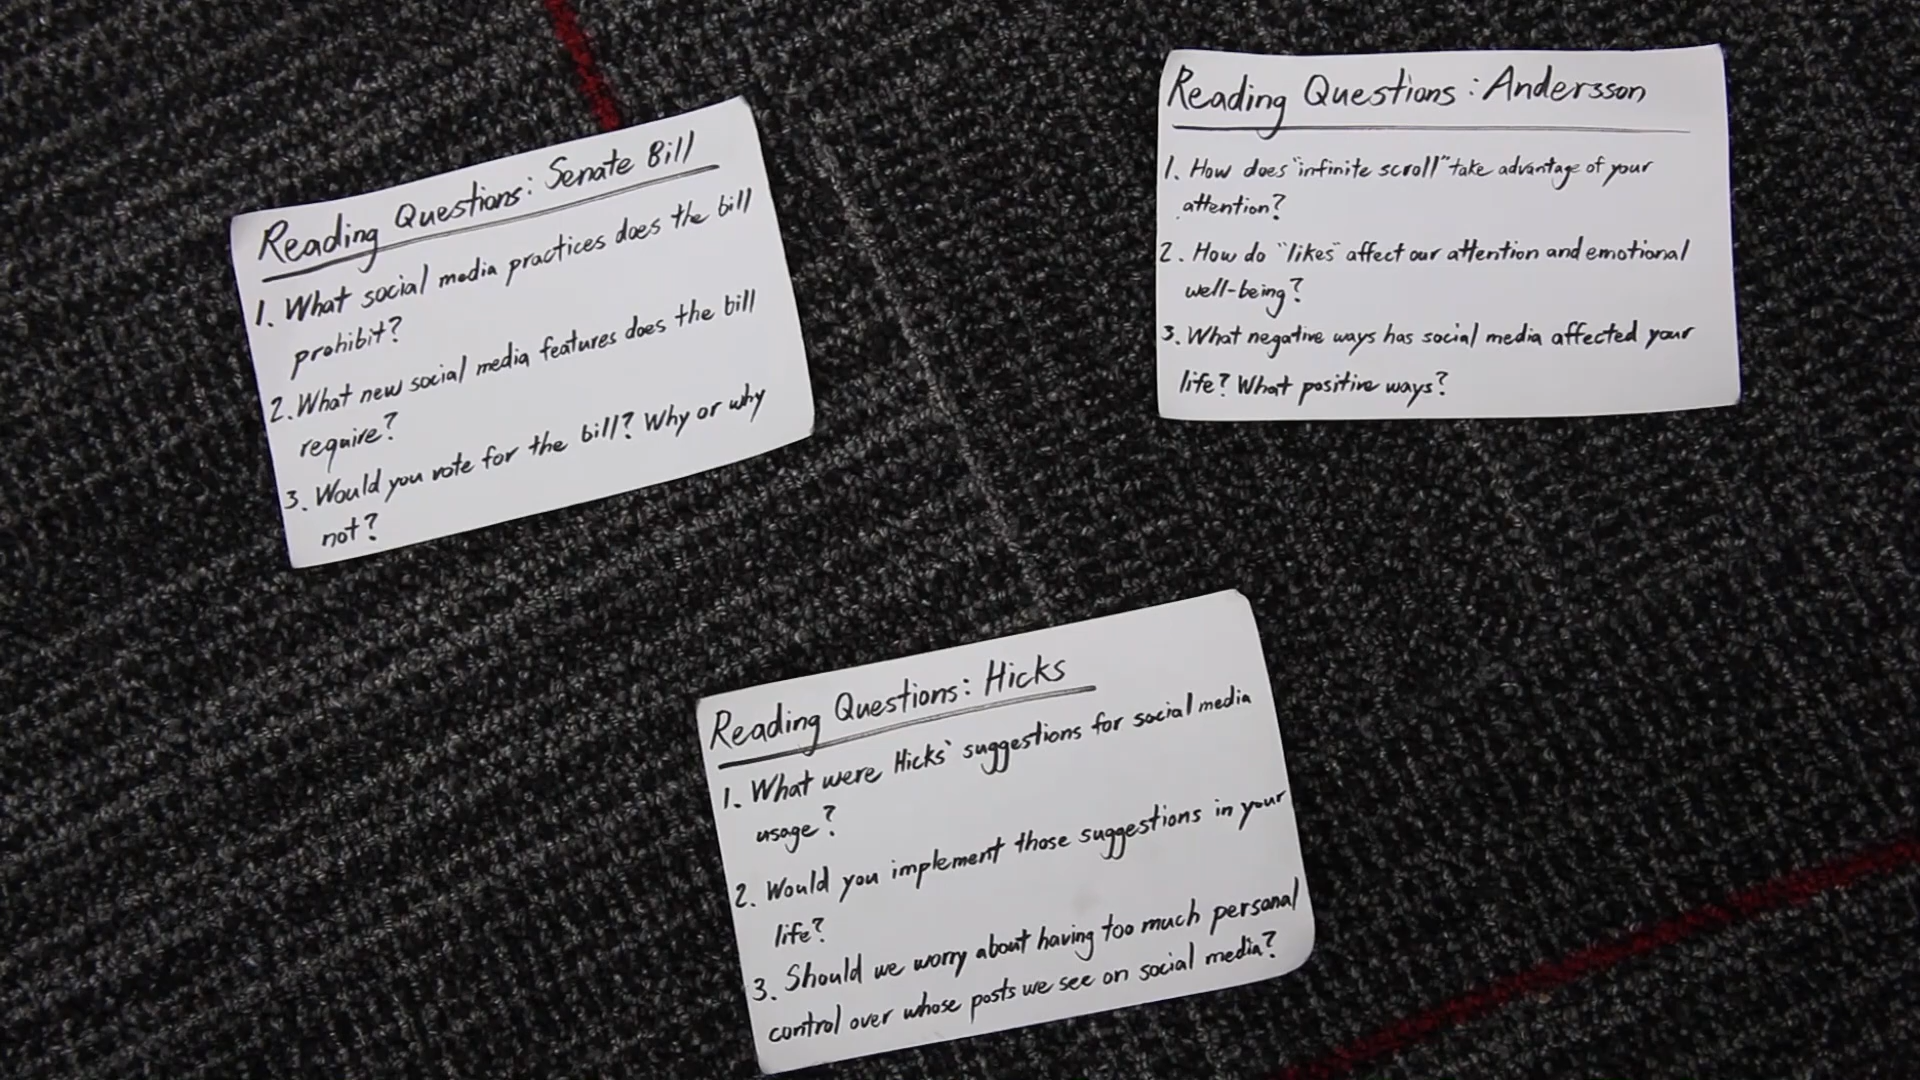 Reading Questions: Senate Bill
1. What social media practices does the bill
prohibit?
2. What new social media features does the bill
require?
3. Would you vote for the bill? Why or why
not?
Reading Questions: Andersson
1. How does "infinite scroll" take advantage of your
attention?
2. How do "likes" affect our attention and emotional
well-being?
3. What negative ways has social media affected your
life? What positive ways?
Reading Questions: Hicks
1. What were Hicks' suggestions for social media
usage?
2. Would you implement those suggestions in your
life?
3. Should we worry about having too much personal
control over whose posts we see on social media?